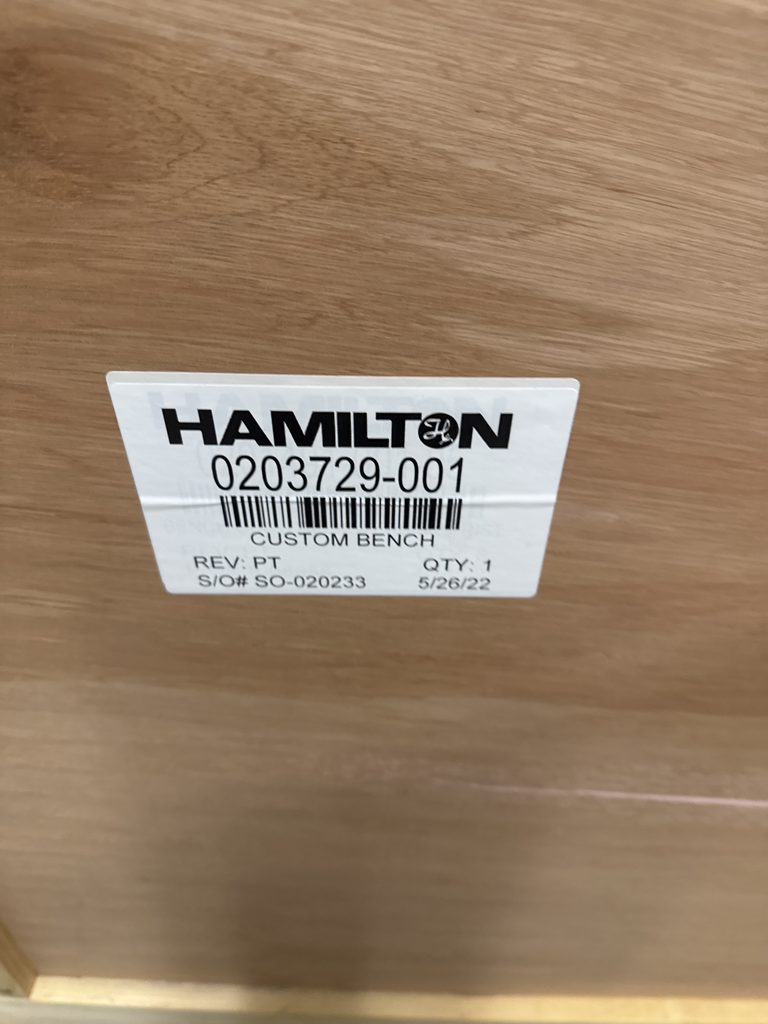 HAMILTON
0203729-001
CUSTOM BENCH
REV: PT QTY: 1
S/O# SO-020233 5/26/22